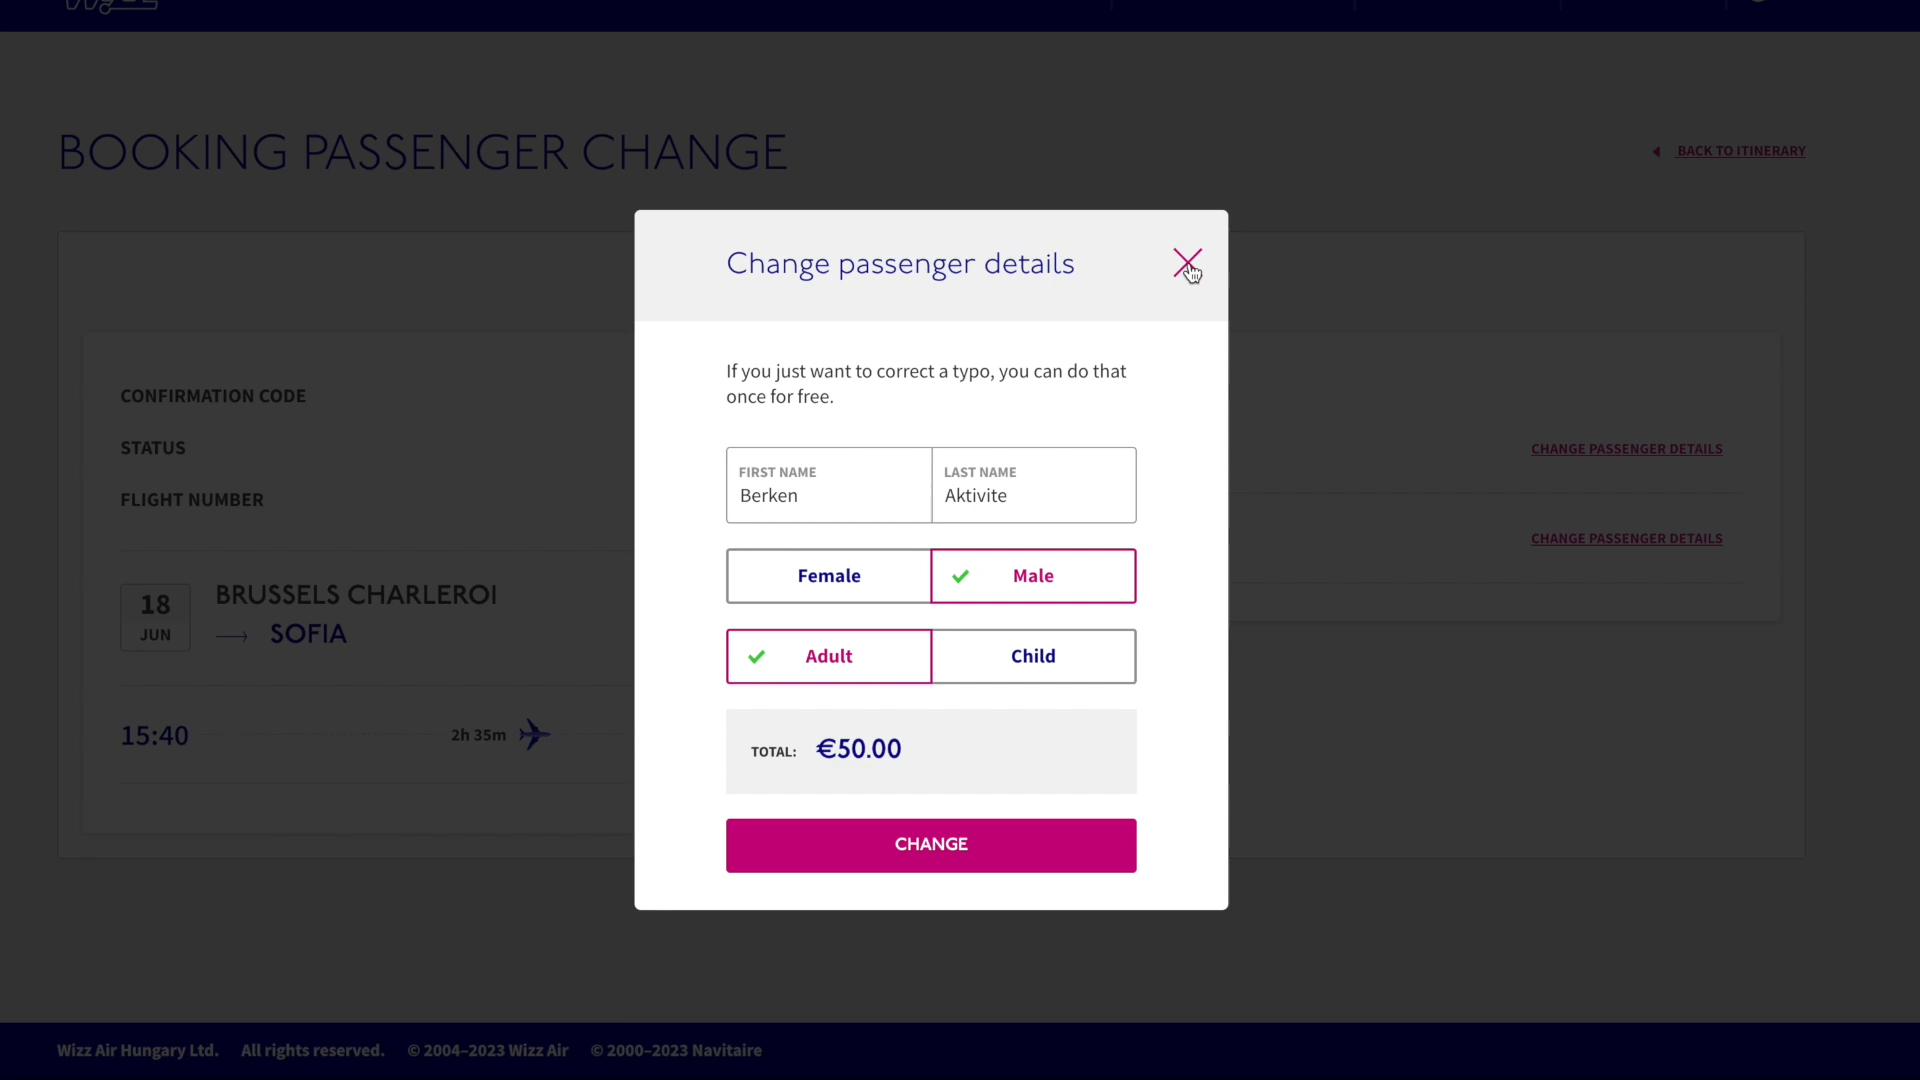 BOOKING PASSENGER CHANGE
BACK TO ITINERARY
Change passenger details
If you just want to correct a typo, you can do that
once for free.
FIRST NAME
Berken
LAST NAME
Aktivite
Female
Male
Adult
Child
TOTAL: €50.00
CHANGE
CONFIRMATION CODE
STATUS
FLIGHT NUMBER
18
JUN
BRUSSELS CHARLEROI
SOFIA
15:40
2h 35m
CHANGE PASSENGER DETAILS
CHANGE PASSENGER DETAILS
Wizz Air Hungary Ltd. All rights reserved. © 2004–2023 Wizz Air © 2000–2023 Navitaire